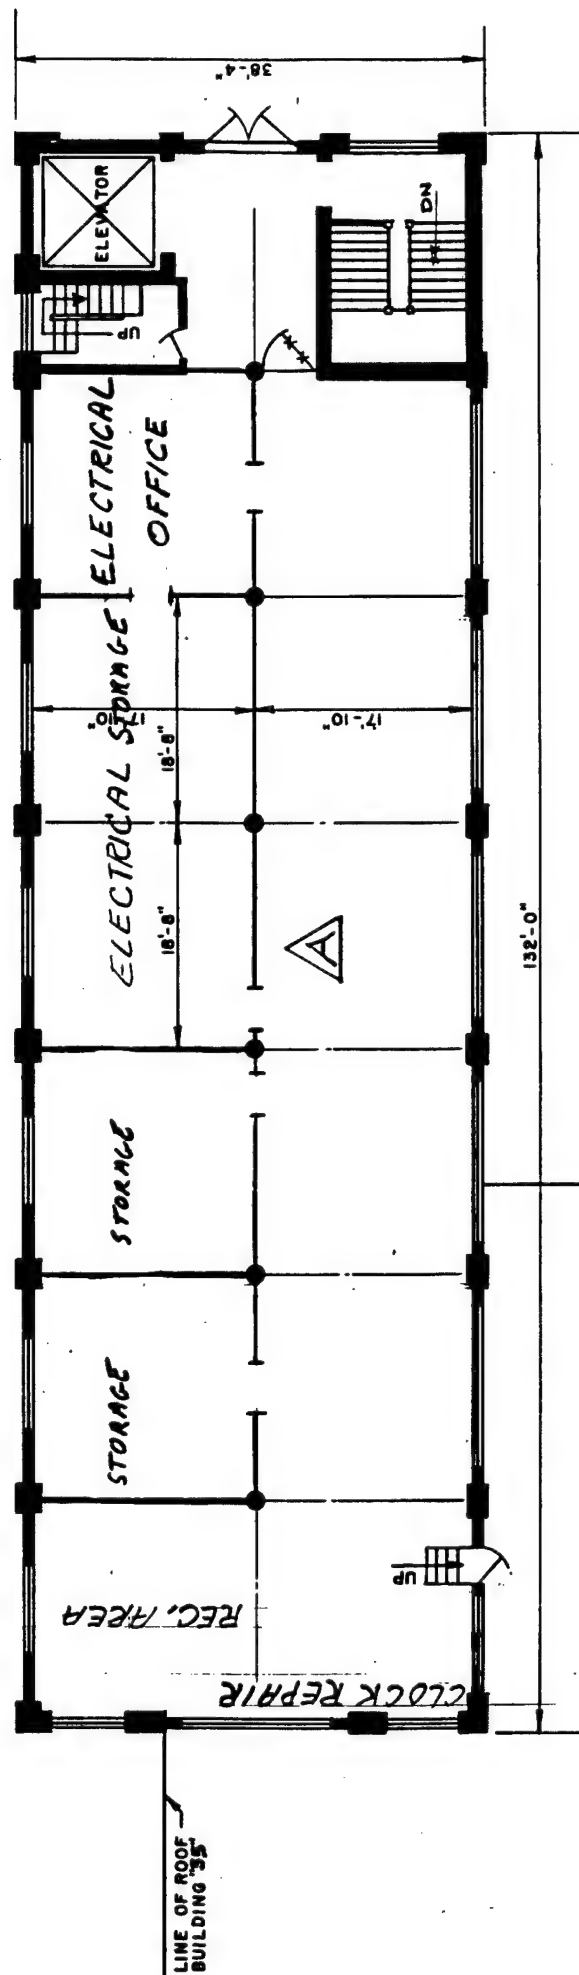 38'-4"
ELEVATOR
UP
DN
ELECTRICAL
OFFICE
ELECTRICAL STORAGE
17'-10"
17'-10"
18'-8"
18'-8"
A
132'-0"
STORAGE
STORAGE
UP
REC. AREA
CLOCK REPAIR
LINE OF ROOF
BUILDING "35"